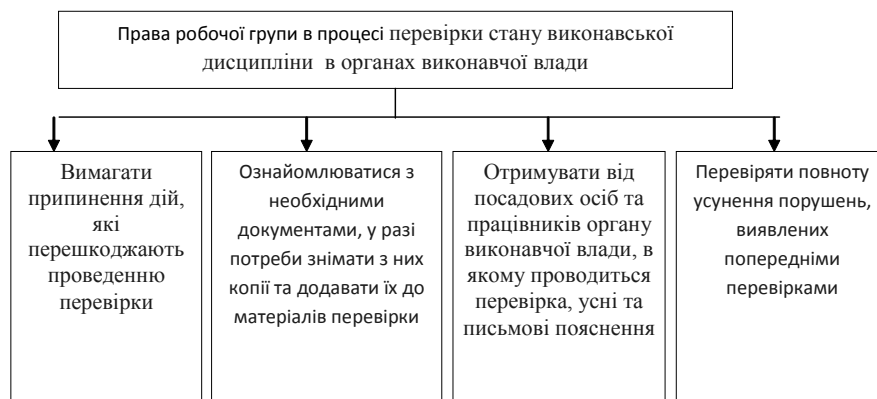 Права робочої групи в процесі перевірки стану виконавської
дисципліни в органах виконавчої влади
Вимагати
припинення дій,
які
перешкоджають
проведенню
перевірки
Ознайомлюватися з
необхідними
документами, у разі
потреби знімати з них
копії та додавати їх до
матеріалів перевірки
Отримувати від
посадових осіб та
працівників органу
виконавчої влади, в
якому проводиться
перевірка, усні та
письмові пояснення
Перевіряти повноту
усунення порушень,
виявлених
попередніми
перевірками